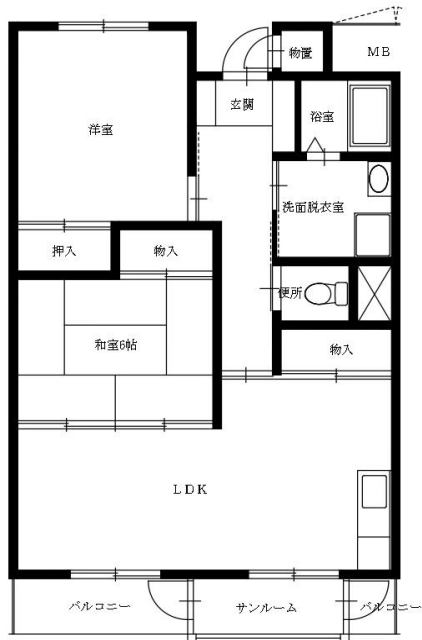 物置
MB
玄関
浴室
洋室
洗面脱衣室
押入
物入
便所
和室6帖
物入
LDK
バルコニー
サンルーム
バルコニー